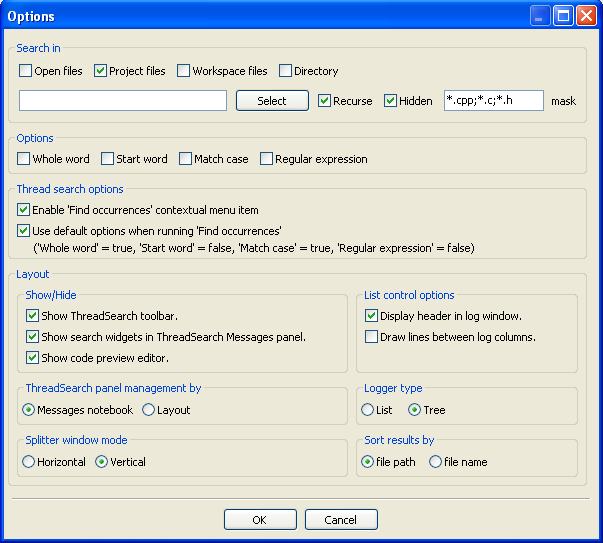 Options
Search in
Open files Project files Workspace files Directory
Select Recurse Hidden *.cpp;*.c;*.h mask
Options
Whole word Start word Match case Regular expression
Thread search options
Enable 'Find occurrences' contextual menu item
Use default options when running 'Find occurrences'
('Whole word' = true, 'Start word' = false, 'Match case' = true, 'Regular expression' = false)
Layout
Show/Hide
Show ThreadSearch toolbar.
Show search widgets in ThreadSearch Messages panel.
Show code preview editor.
List control options
Display header in log window.
Draw lines between log columns.
ThreadSearch panel management by
Messages notebook Layout
Logger type
List Tree
Splitter window mode
Horizontal Vertical
Sort results by
file path file name
OK Cancel